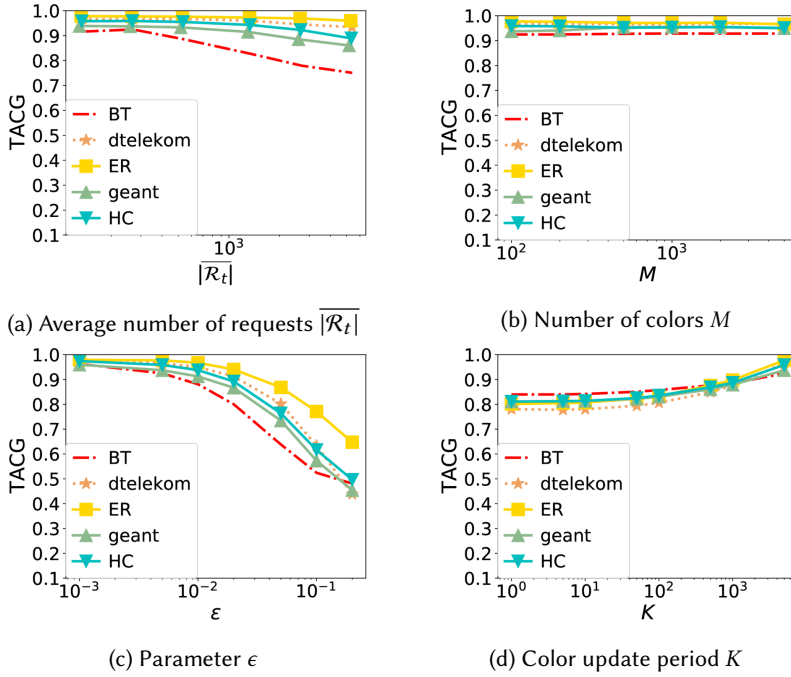 1.0
0.9
0.8
0.7
0.6
0.5
0.4
0.3
0.2
0.1
TACG
BT
dtelekom
ER
geant
HC
10³
|R_t|
(a) Average number of requests |R_t|
1.0
0.9
0.8
0.7
0.6
0.5
0.4
0.3
0.2
0.1
TACG
BT
dtelekom
ER
geant
HC
10² 10³
M
(b) Number of colors M
1.0
0.9
0.8
0.7
0.6
0.5
0.4
0.3
0.2
0.1
TACG
BT
dtelekom
ER
geant
HC
10⁻³ 10⁻² 10⁻¹
ε
(c) Parameter ϵ
1.0
0.9
0.8
0.7
0.6
0.5
0.4
0.3
0.2
0.1
TACG
BT
dtelekom
ER
geant
HC
10⁰ 10¹ 10² 10³
K
(d) Color update period K